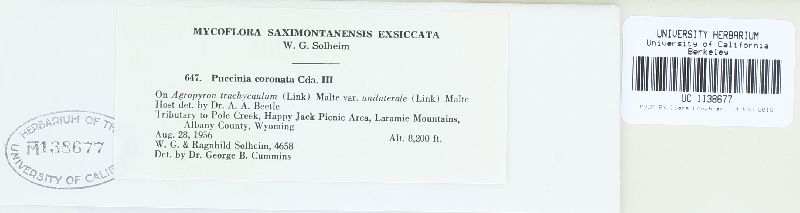 MYCOFLORA SAXIMONTANENSIS EXSICCATA
W. G. Solheim
647. Puccinia coronata Cda. III
On Agropyron trachycaulum (Link) Malte var. unilaterale (Link) Malte
Host det. by Dr. A. A. Beetle
Tributary to Pole Creek, Happy Jack Picnic Area, Laramie Mountains,
Albany County, Wyoming
Aug. 28, 1956 Alt. 8,200 ft.
W. G. & Ragnhild Solheim, 4658
Det. by Dr. George B. Cummins
HERBARIUM OF TH
1138677
UNIVERSITY OF CALIF
UNIVERSITY HERBARIUM
University of California
Berkeley
UC 1138677